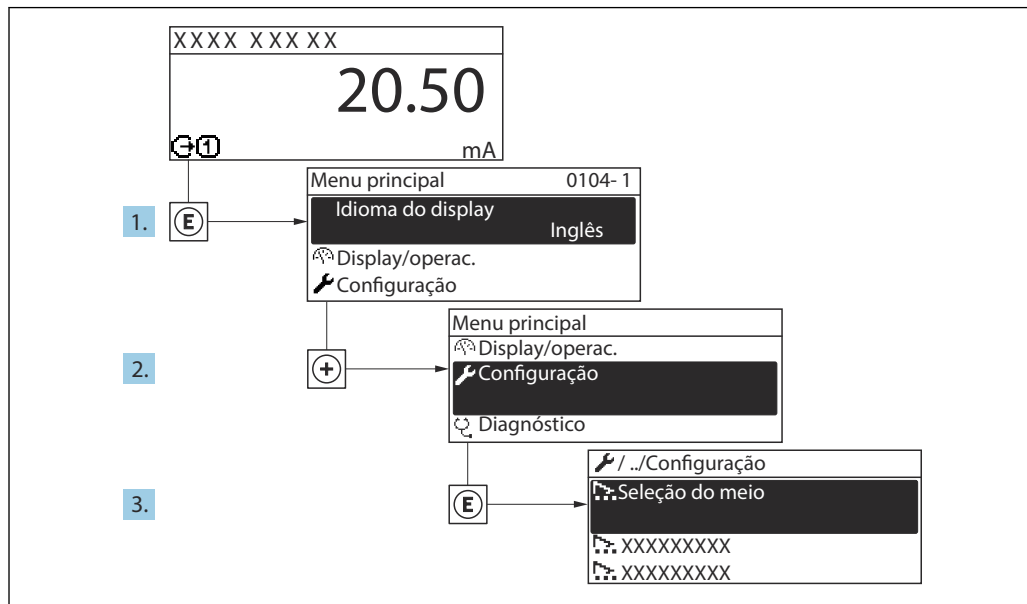 XXXX XXX XX
20.50
1
mA
1.
E
Menu principal 0104-1
Idioma do display
Inglês
Display/operac.
Configuração
2.
+
Menu principal
Display/operac.
Configuração
Diagnóstico
3.
E
/ ../Configuração
Seleção do meio
XXXXXXXXX
XXXXXXXXX